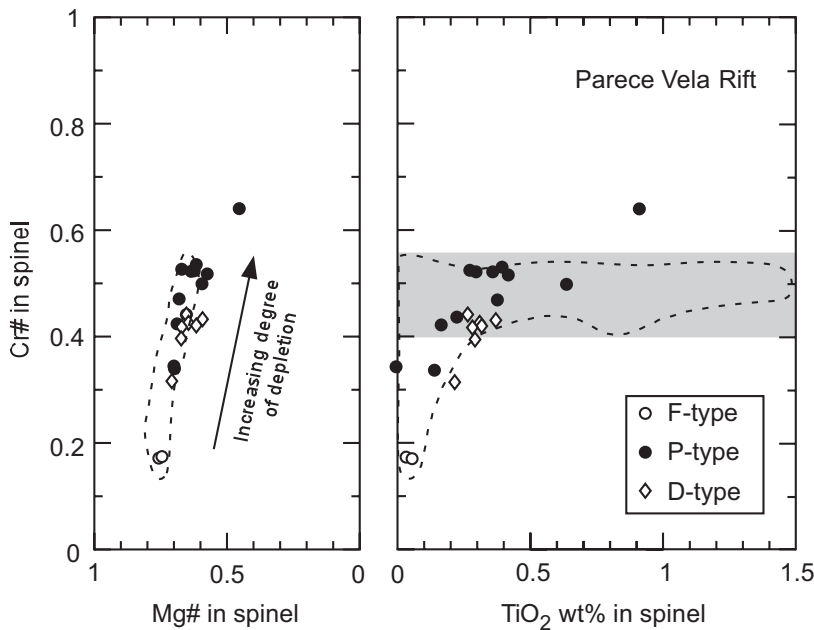 Cr# in spinel
1
0.8
0.6
0.4
0.2
0
1
0.5
0
Mg# in spinel
Increasing degree
of depletion
Parece Vela Rift
F-type
P-type
D-type
0
0.5
1
1.5
TiO₂ wt% in spinel